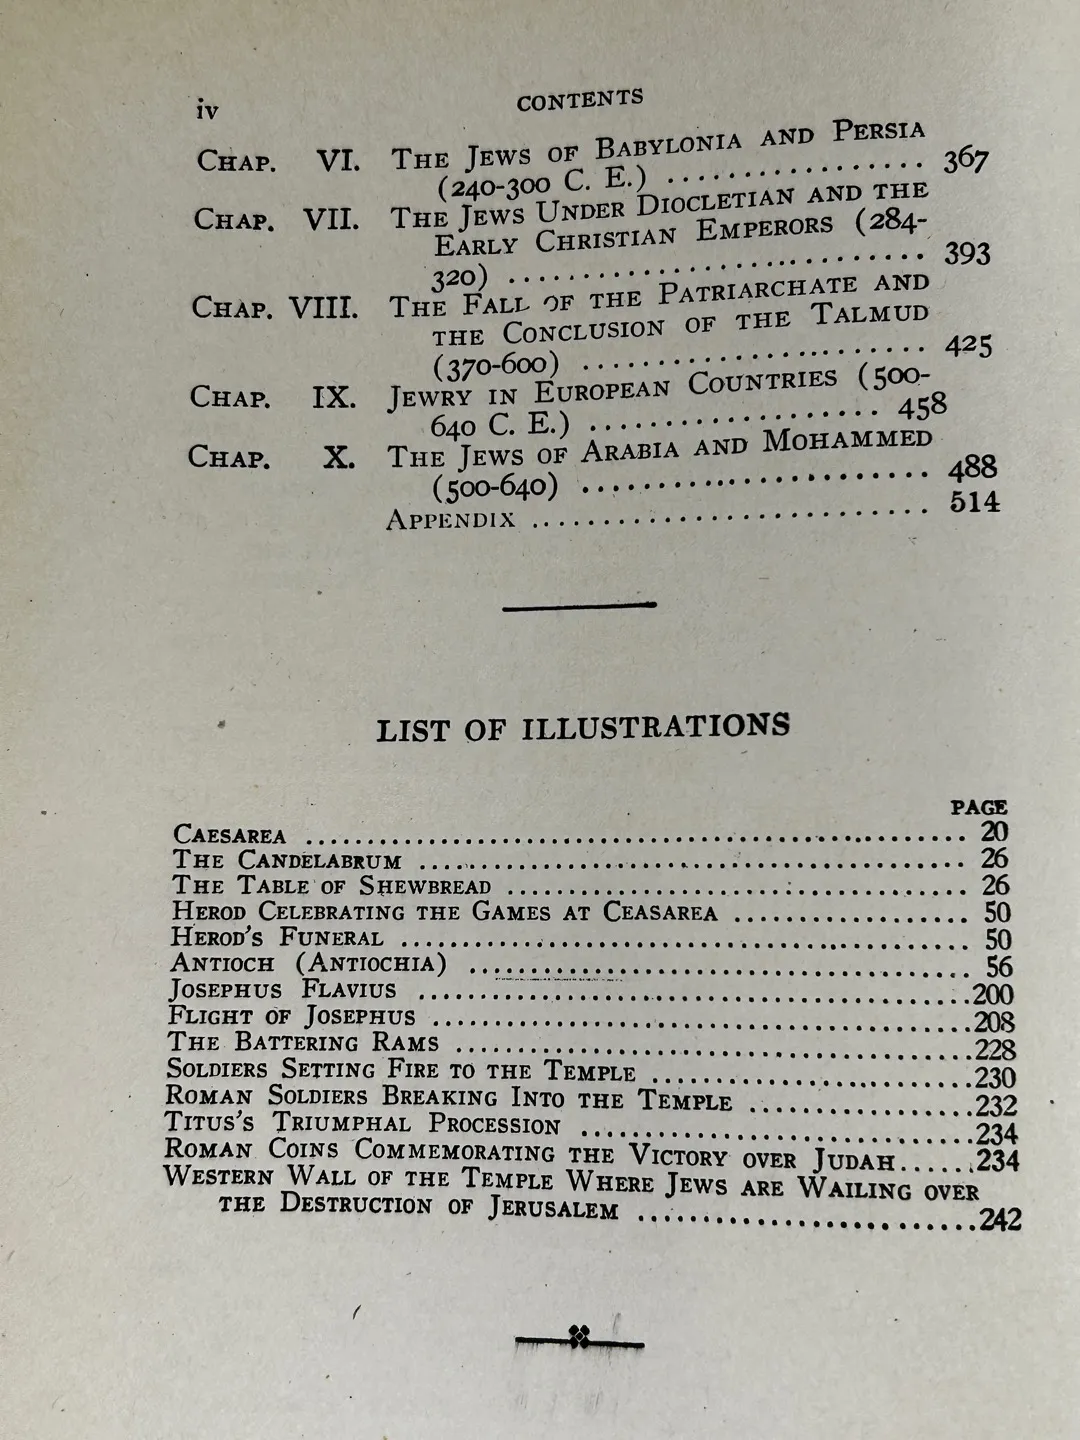 iv CONTENTS
CHAP. VI. THE JEWS OF BABYLONIA AND PERSIA
(240-300 C. E.) .................. 367
CHAP. VII. THE JEWS UNDER DIOCLETIAN AND THE
EARLY CHRISTIAN EMPERORS (284-
320) ............................ 393
CHAP. VIII. THE FALL OF THE PATRIARCHATE AND
THE CONCLUSION OF THE TALMUD
(370-600) ....................... 425
CHAP. IX. JEWRY IN EUROPEAN COUNTRIES (500-
640 C. E.) .................... 458
CHAP. X. THE JEWS OF ARABIA AND MOHAMMED
(500-640) ....................... 488
APPENDIX .......................... 514
LIST OF ILLUSTRATIONS
PAGE
CAESAREA ............................................ 20
THE CANDELABRUM .................................... 26
THE TABLE OF SHEWBREAD .............................. 26
HEROD CELEBRATING THE GAMES AT CEASAREA .................. 50
HEROD'S FUNERAL ..................................... 50
ANTIOCH (ANTIOCHIA) ................................. 56
JOSEPHUS FLAVIUS .................................... 200
FLIGHT OF JOSEPHUS ................................... 208
THE BATTERING RAMS .................................. 228
SOLDIERS SETTING FIRE TO THE TEMPLE ..................... 230
ROMAN SOLDIERS BREAKING INTO THE TEMPLE ............... 232
TITUS'S TRIUMPHAL PROCESSION .......................... 234
ROMAN COINS COMMEMORATING THE VICTORY OVER JUDAH...... 234
WESTERN WALL OF THE TEMPLE WHERE JEWS ARE WAILING OVER
THE DESTRUCTION OF JERUSALEM ......................... 242